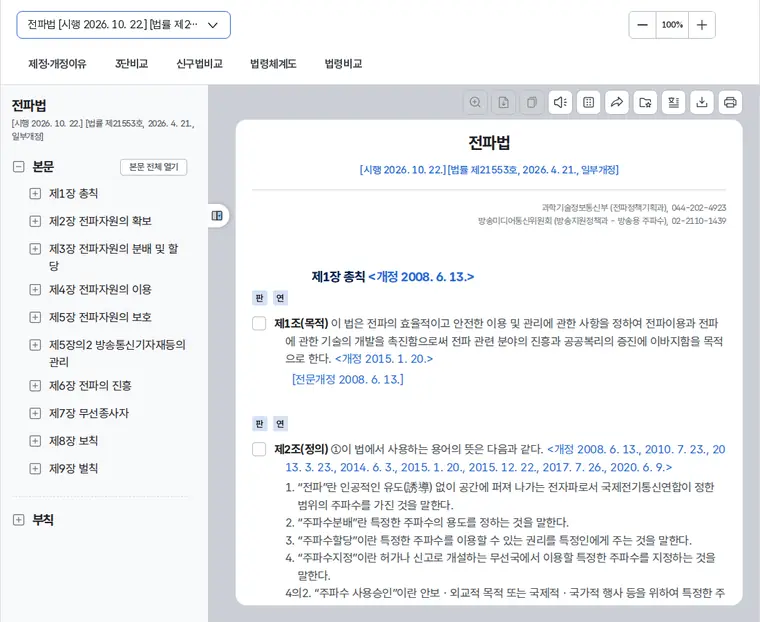 전파법 [시행 2026. 10. 22.] [법률 제2···
100%
제정·개정이유 3단비교 신구법비교 법령체계도 법령비교
전파법
[시행 2026. 10. 22.] [법률 제21553호, 2026. 4. 21.,
일부개정]
본문 본문 전체 열기
제1장 총칙
제2장 전파자원의 확보
제3장 전파자원의 분배 및 할
당
제4장 전파자원의 이용
제5장 전파자원의 보호
제5장의2 방송통신기자재등의
관리
제6장 전파의 진흥
제7장 무선종사자
제8장 보칙
제9장 벌칙
부칙
전파법
[시행 2026. 10. 22.] [법률 제21553호, 2026. 4. 21., 일부개정]
과학기술정보통신부 (전파정책기획과), 044-202-4923
방송미디어통신위원회 (방송지원정책과 - 방송용 주파수), 02-2110-1439
제1장 총칙 <개정 2008. 6. 13.>
판 연
제1조(목적) 이 법은 전파의 효율적이고 안전한 이용 및 관리에 관한 사항을 정하여 전파이용과 전파
에 관한 기술의 개발을 촉진함으로써 전파 관련 분야의 진흥과 공공복리의 증진에 이바지함을 목적
으로 한다. <개정 2015. 1. 20.>
[전문개정 2008. 6. 13.]
판 연
제2조(정의) ①이 법에서 사용하는 용어의 뜻은 다음과 같다. <개정 2008. 6. 13., 2010. 7. 23., 20
13. 3. 23., 2014. 6. 3., 2015. 1. 20., 2015. 12. 22., 2017. 7. 26., 2020. 6. 9.>
1. “전파”란 인공적인 유도(誘導) 없이 공간에 퍼져 나가는 전자파로서 국제전기통신연합이 정한
범위의 주파수를 가진 것을 말한다.
2. “주파수분배”란 특정한 주파수의 용도를 정하는 것을 말한다.
3. “주파수할당”이란 특정한 주파수를 이용할 수 있는 권리를 특정인에게 주는 것을 말한다.
4. “주파수지정”이란 허가나 신고로 개설하는 무선국에서 이용할 특정한 주파수를 지정하는 것을
말한다.
4의2. “주파수 사용승인”이란 안보ㆍ외교적 목적 또는 국제적ㆍ국가적 행사 등을 위하여 특정한 주